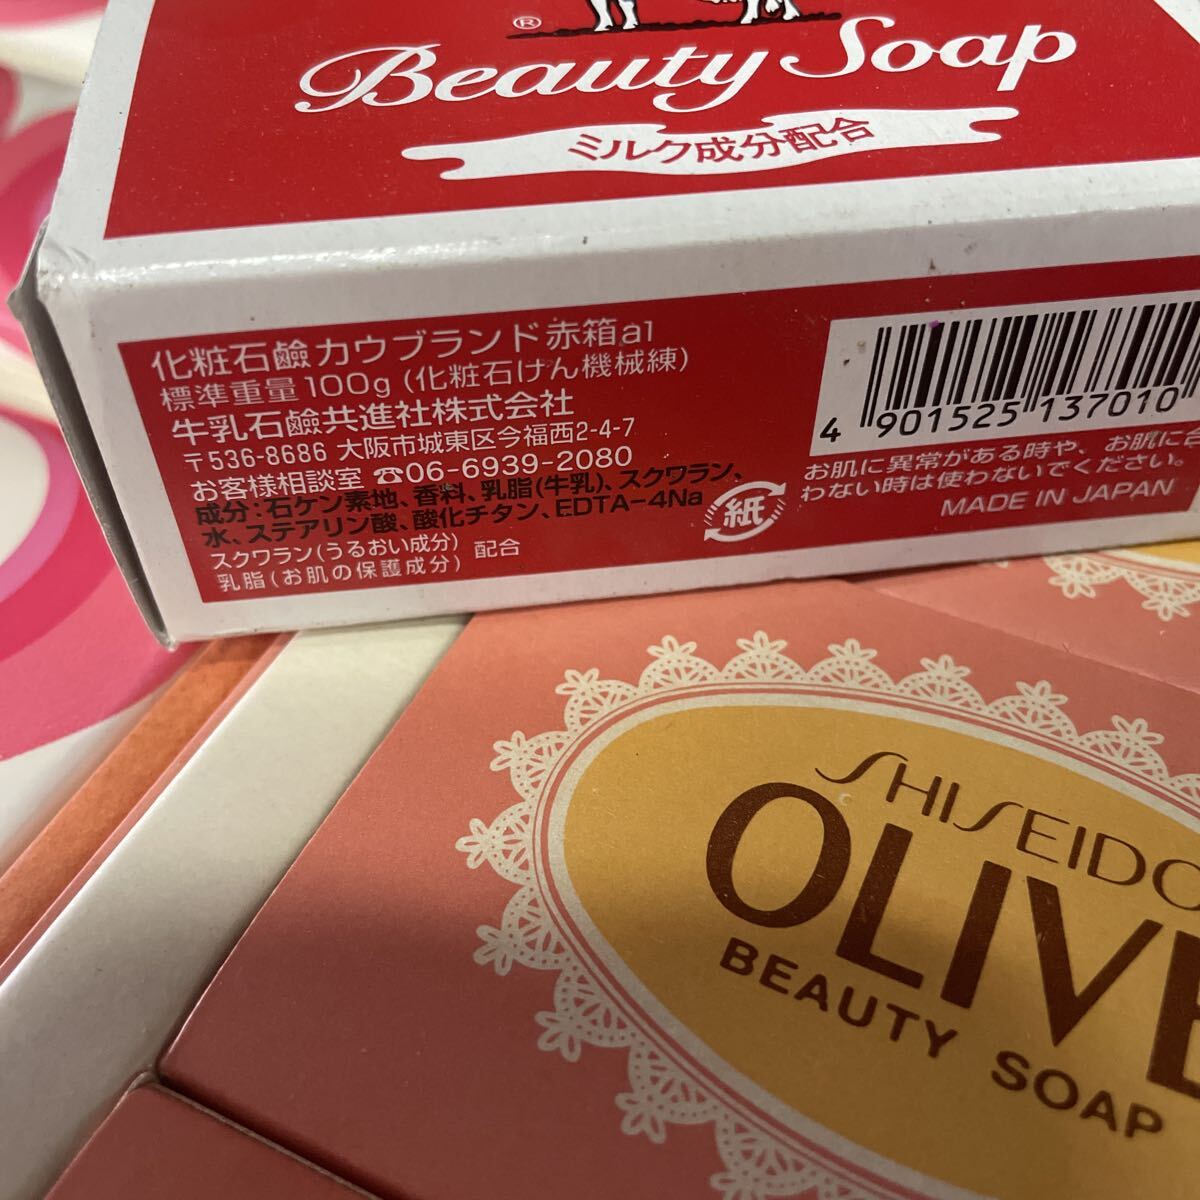 ®
Beauty Soap
ミルク成分配合
化粧石鹼カウブランド赤箱a1
標準重量100g (化粧石けん機械練)
牛乳石鹼共進社株式会社
〒536-8686 大阪市城東区今福西2-4-7
お客様相談室 ☎06-6939-2080
成分:石ケン素地、香料、乳脂(牛乳)、スクワラン、
水、ステアリン酸、酸化チタン、EDTA-4Na
スクワラン(うるおい成分)
乳脂(お肌の保護成分)
配合
紙
4 901525 137010
お肌に異常がある時や、お肌に合
わない時は使わないでください。
MADE IN JAPAN
SHISEIDO
OLIVE
BEAUTY SOAP